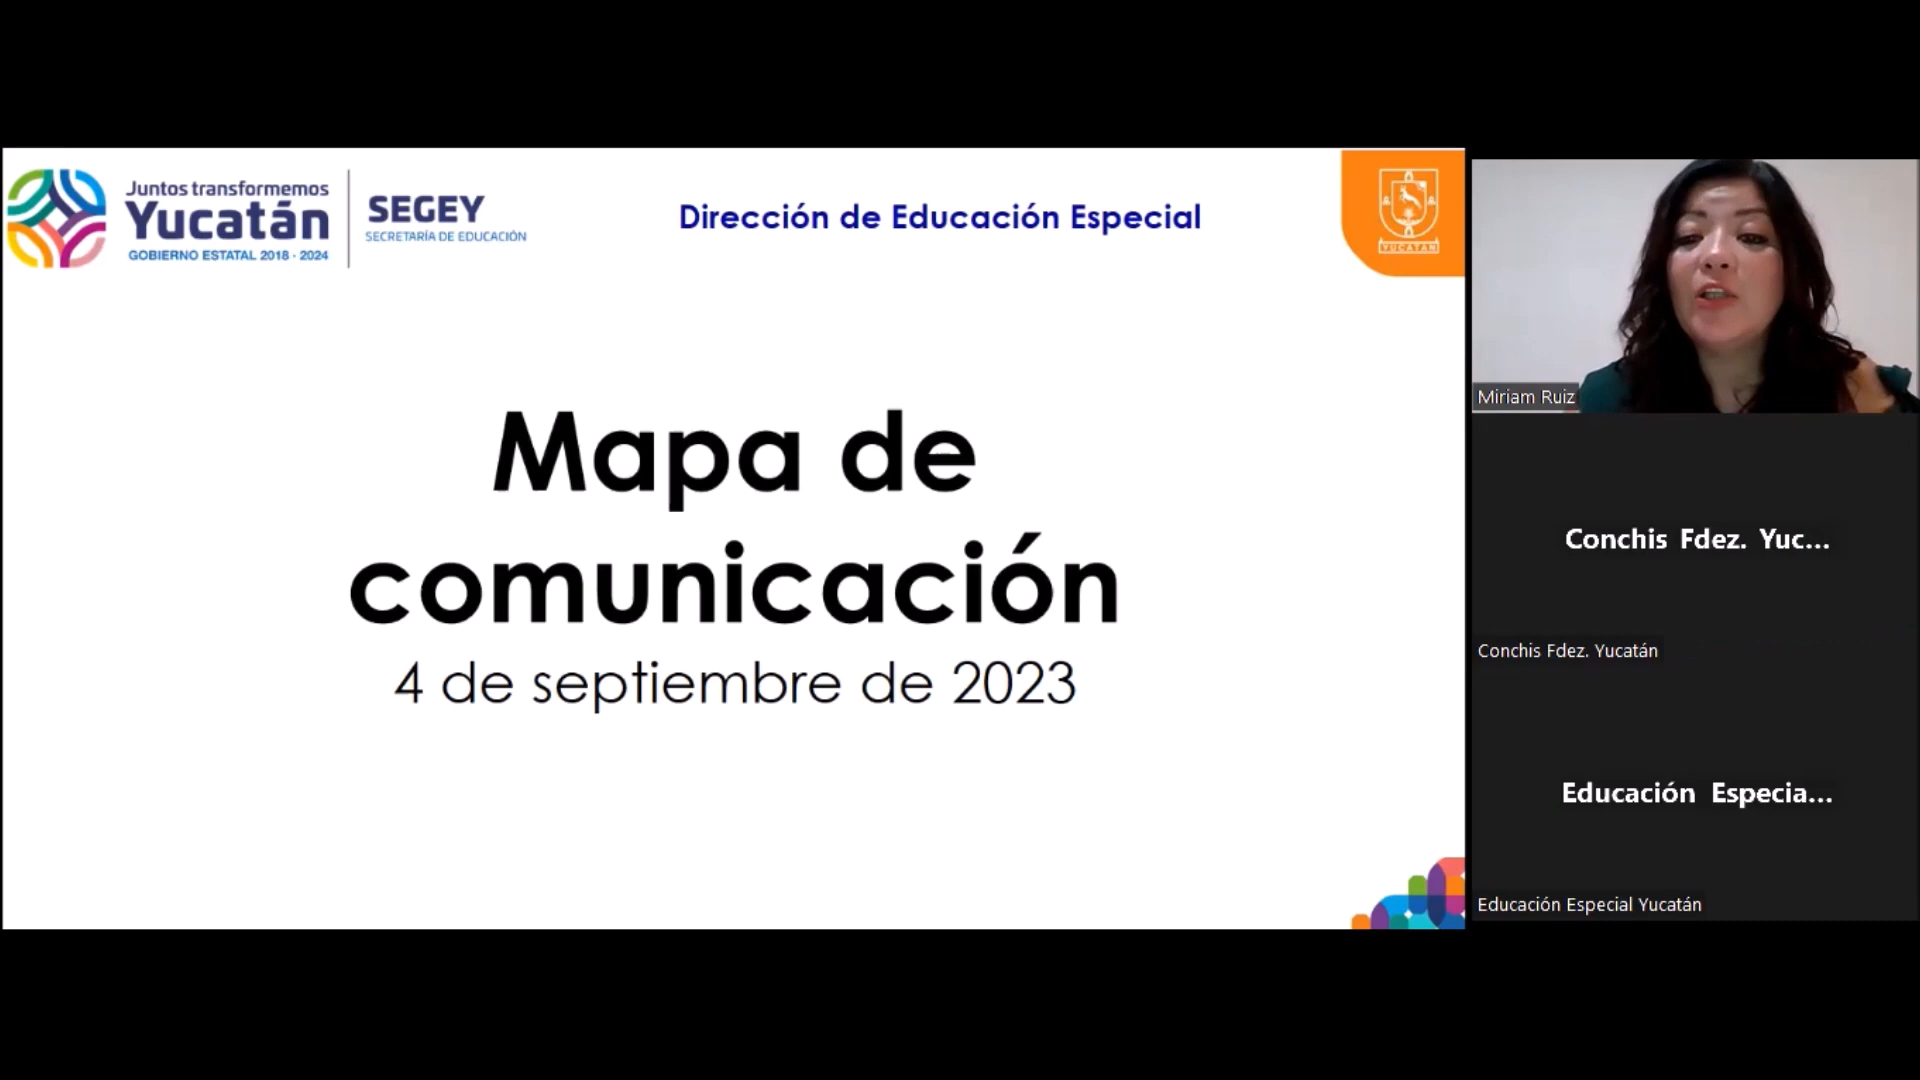 Juntos transformemos
Yucatán
GOBIERNO ESTATAL 2018 · 2024
SEGEY
SECRETARÍA DE EDUCACIÓN
Dirección de Educación Especial
YUCATÁN
Mapa de
comunicación
4 de septiembre de 2023
Miriam Ruiz
Conchis Fdez. Yuc...
Conchis Fdez. Yucatán
Educación Especia...
Educación Especial Yucatán